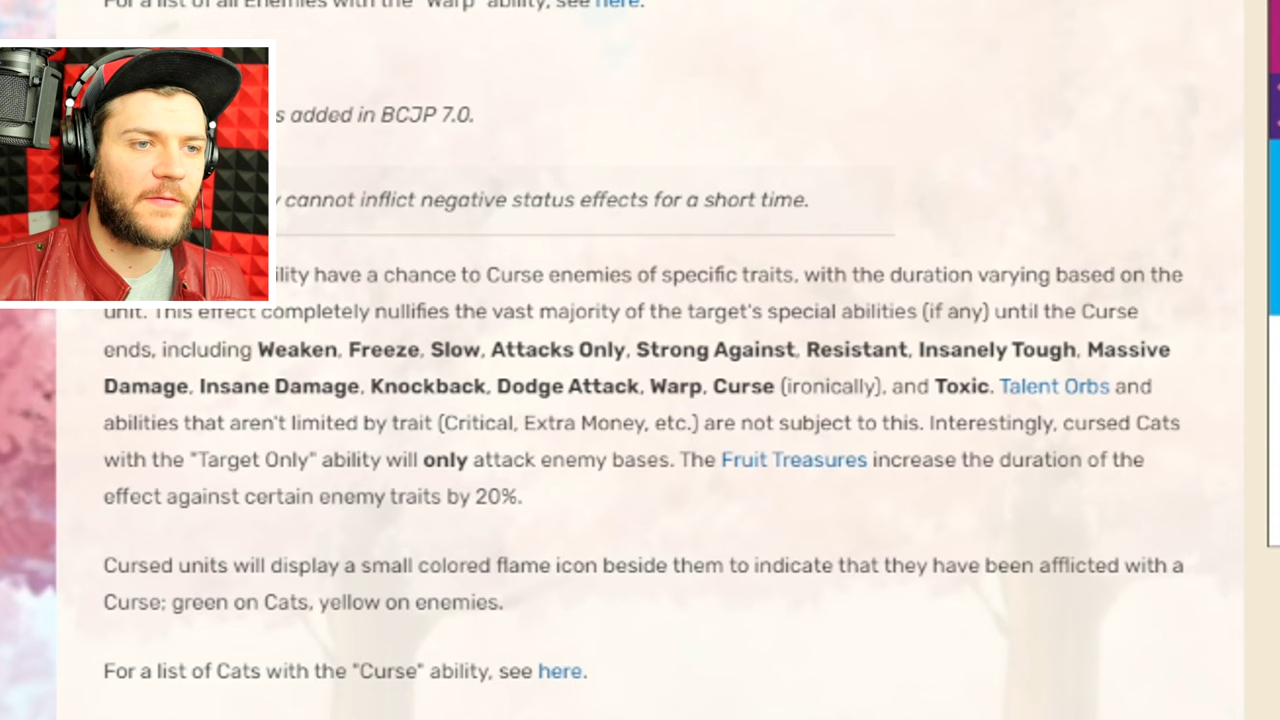 For a list of all Enemies with the "Warp" ability, see here.
s added in BCJP 7.0.
cannot inflict negative status effects for a short time.
ility have a chance to Curse enemies of specific traits, with the duration varying based on the
unit. This effect completely nullifies the vast majority of the target's special abilities (if any) until the Curse
ends, including Weaken, Freeze, Slow, Attacks Only, Strong Against, Resistant, Insanely Tough, Massive
Damage, Insane Damage, Knockback, Dodge Attack, Warp, Curse (ironically), and Toxic. Talent Orbs and
abilities that aren't limited by trait (Critical, Extra Money, etc.) are not subject to this. Interestingly, cursed Cats
with the "Target Only" ability will only attack enemy bases. The Fruit Treasures increase the duration of the
effect against certain enemy traits by 20%.
Cursed units will display a small colored flame icon beside them to indicate that they have been afflicted with a
Curse; green on Cats, yellow on enemies.
For a list of Cats with the "Curse" ability, see here.